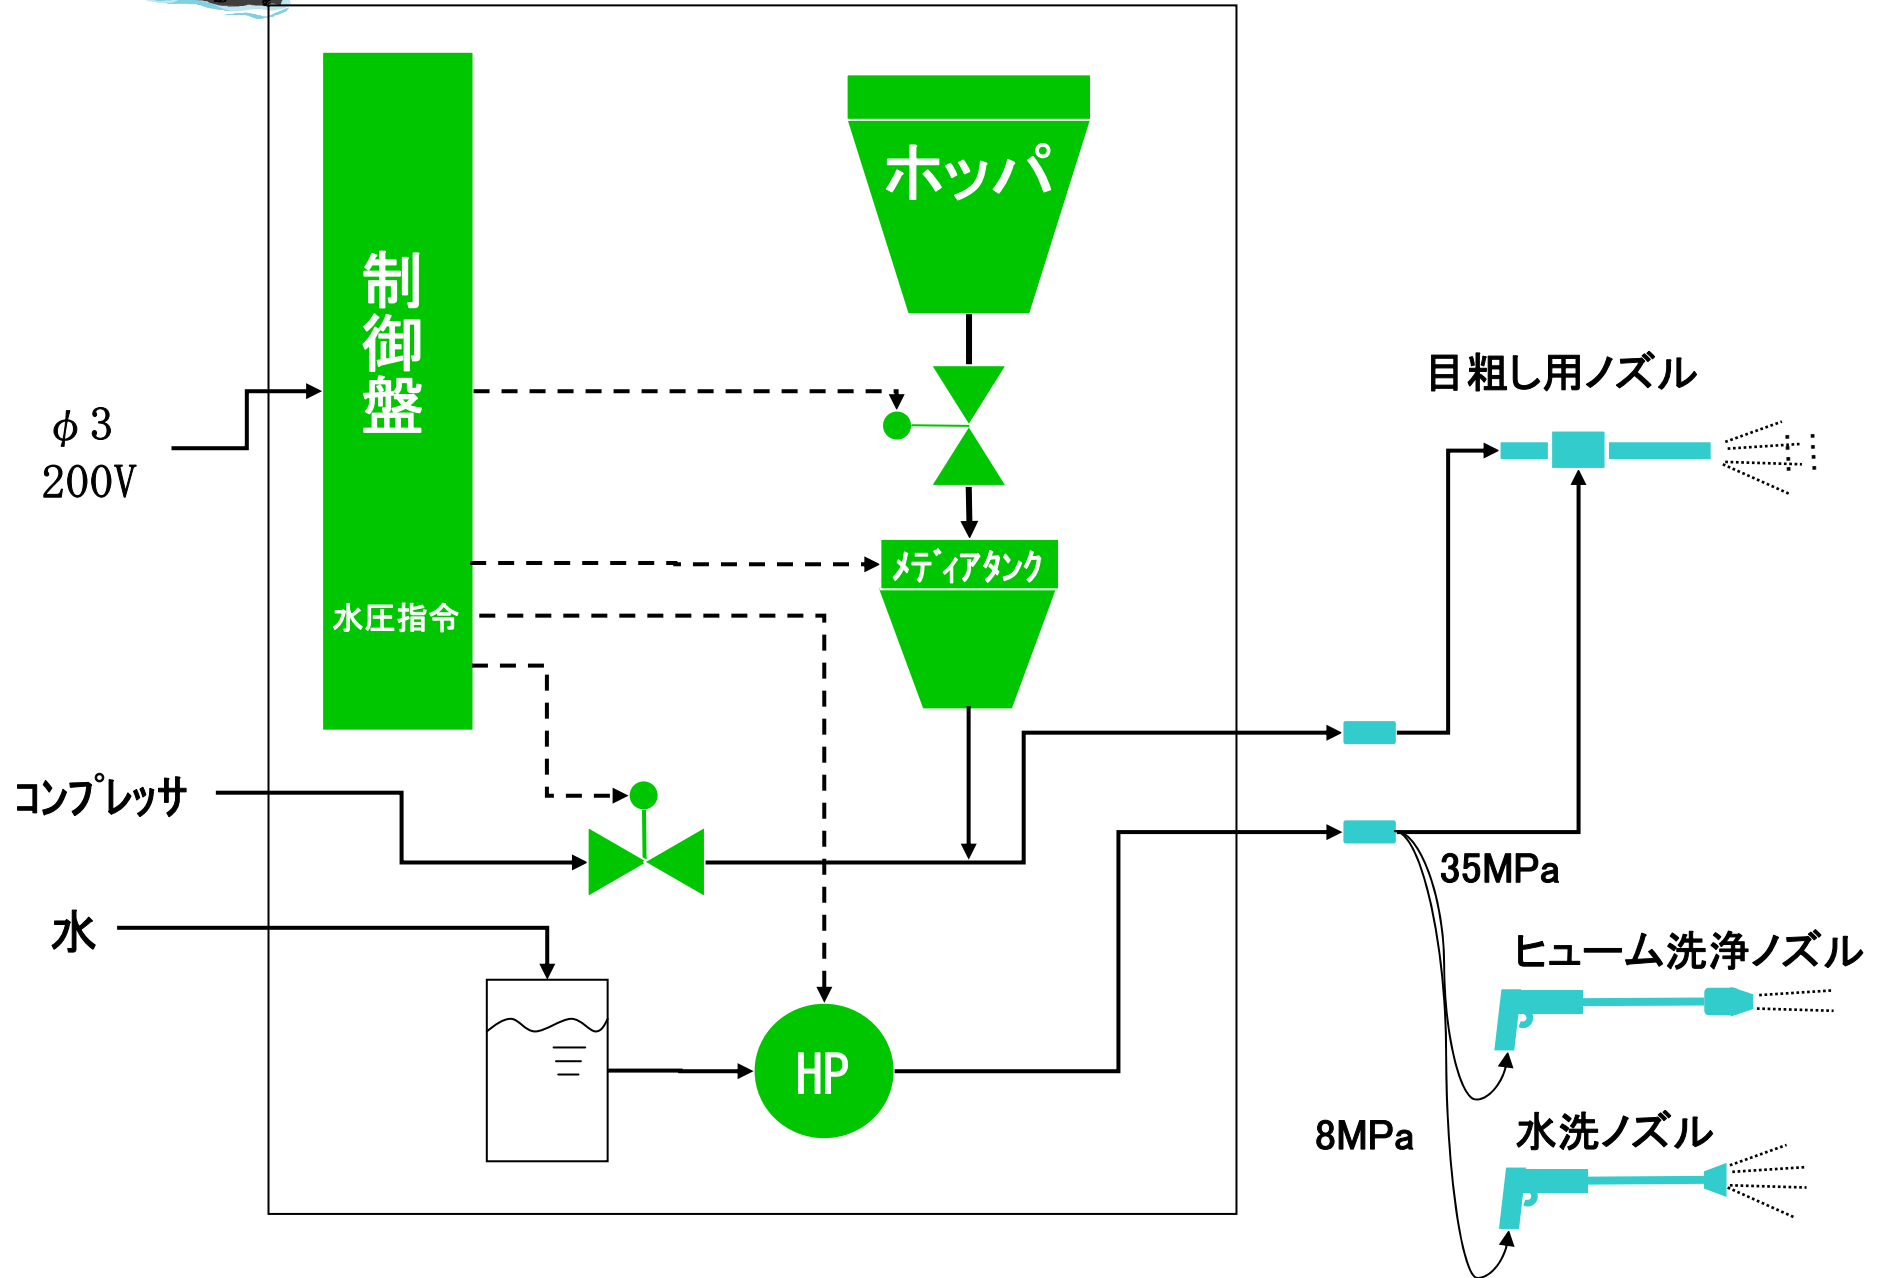 ホッパ
制御盤
目粗し用ノズル
φ3
200V
メディアタンク
水圧指令
コンプレッサ
35MPa
水
ヒューム洗浄ノズル
HP
8MPa
水洗ノズル